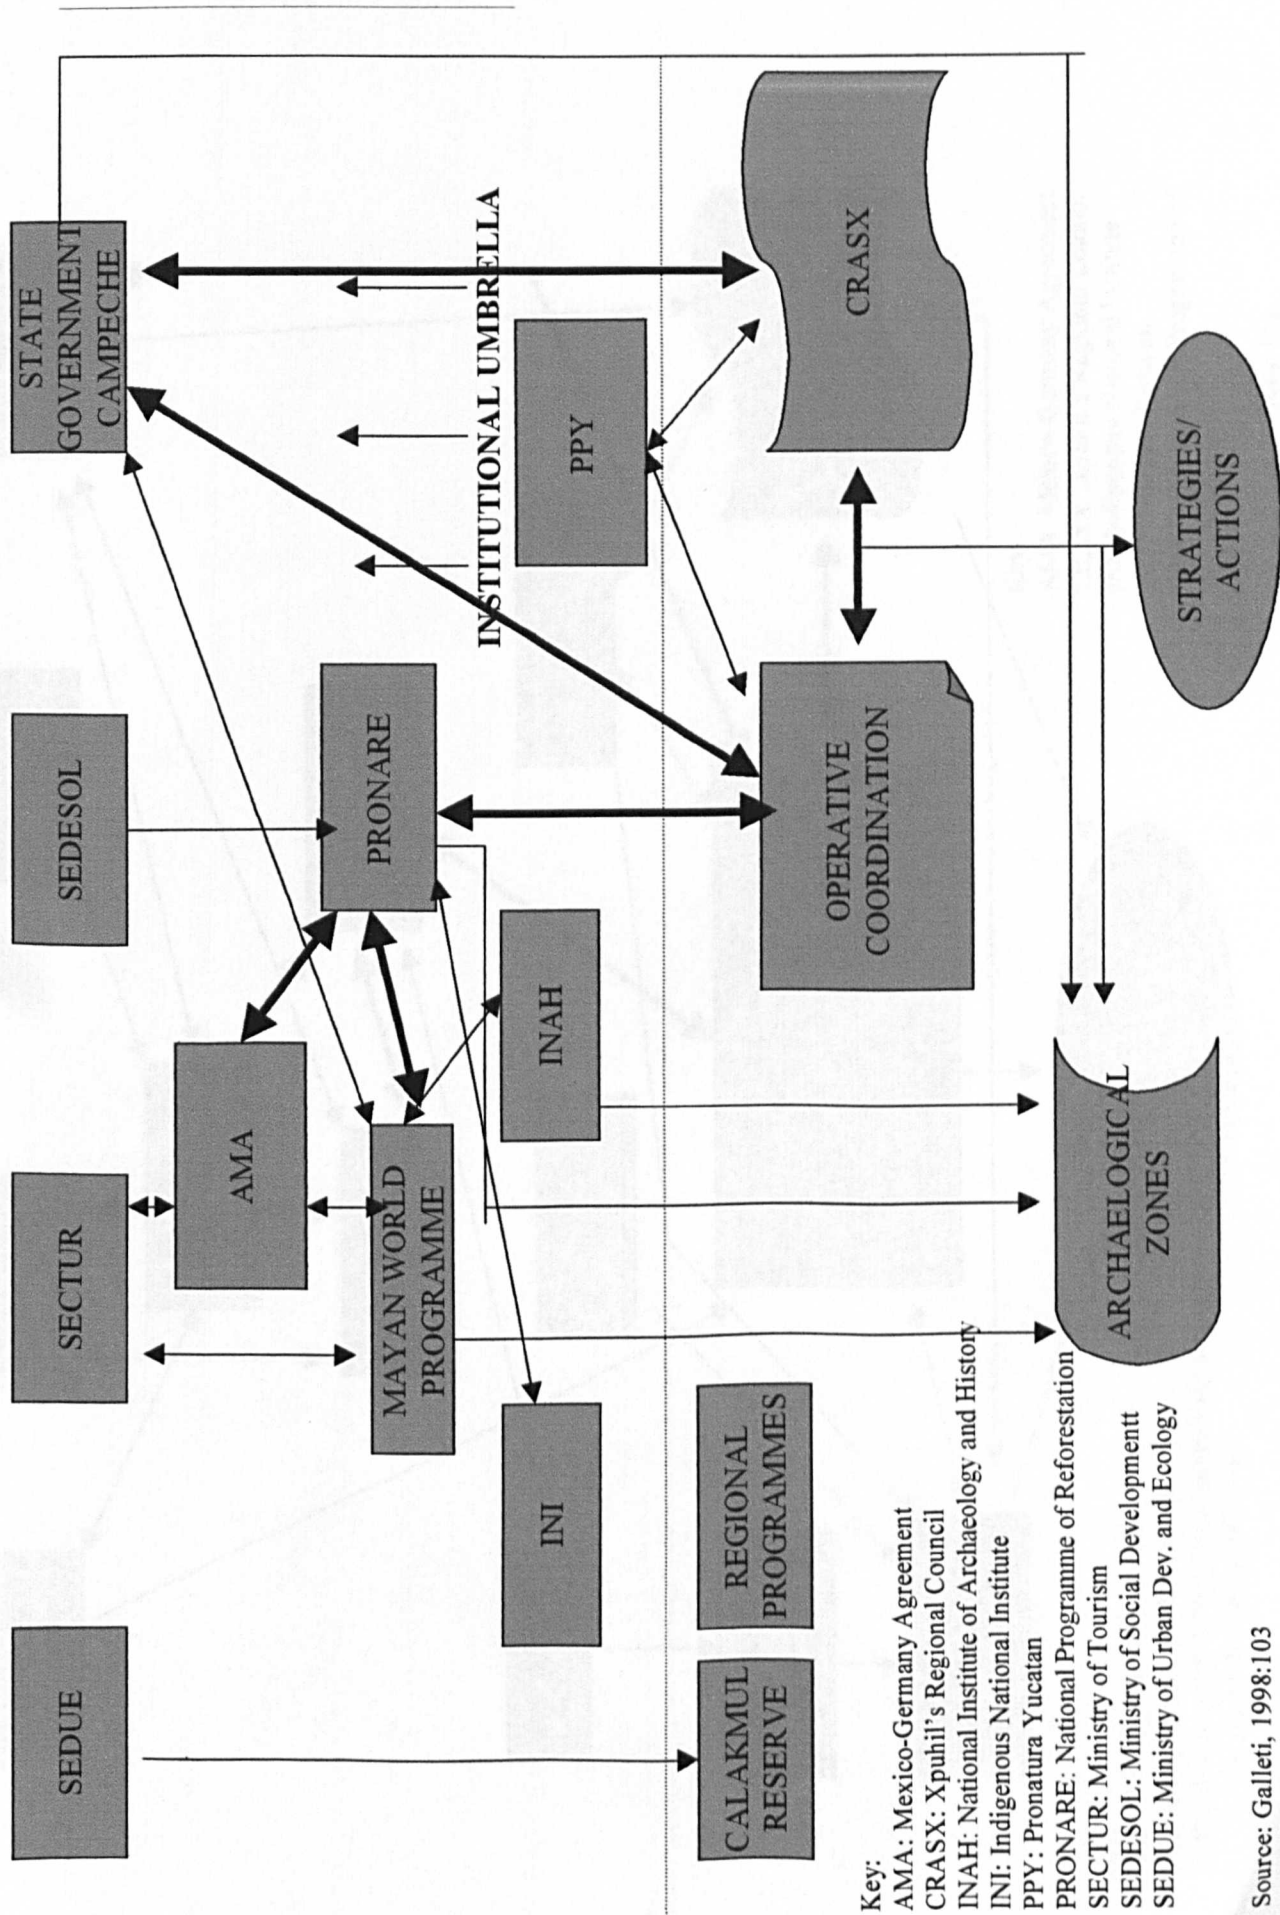 SEDUE
SECTUR
SEDESOL
STATE
GOVERNMENT
CAMPECHE
AMA
PRONARE
MAYAN WORLD
PROGRAMME
INSTITUTIONAL UMBRELLA
INI
INAH
PPY
CALAKMUL
RESERVE
REGIONAL
PROGRAMMES
OPERATIVE
COORDINATION
CRASX
ARCHAELOGICAL
ZONES
STRATEGIES/
ACTIONS
Key:
AMA: Mexico-Germany Agreement
CRASX: Xpuhil's Regional Council
INAH: National Institute of Archaeology and History
INI: Indigenous National Institute
PPY: Pronatura Yucatan
PRONARE: National Programme of Reforestation
SECTUR: Ministry of Tourism
SEDESOL: Ministry of Social Developmentt
SEDUE: Ministry of Urban Dev. and Ecology
Source: Galleti, 1998:103